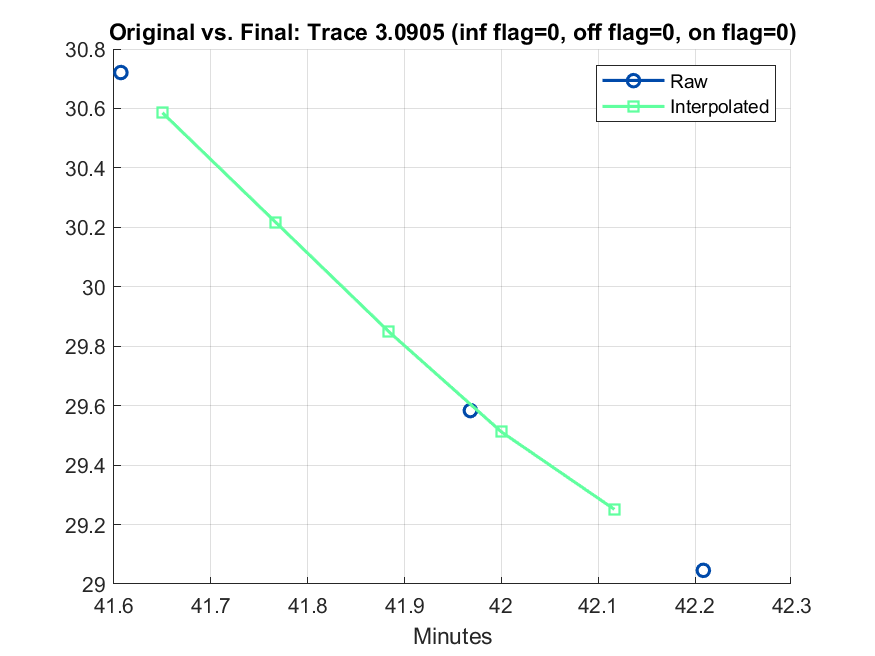 Original vs. Final: Trace 3.0905 (inf flag=0, off flag=0, on flag=0)
30.8
30.6
30.4
30.2
30
29.8
29.6
29.4
29.2
29
Raw
Interpolated
41.6 41.7 41.8 41.9 42 42.1 42.2 42.3
Minutes